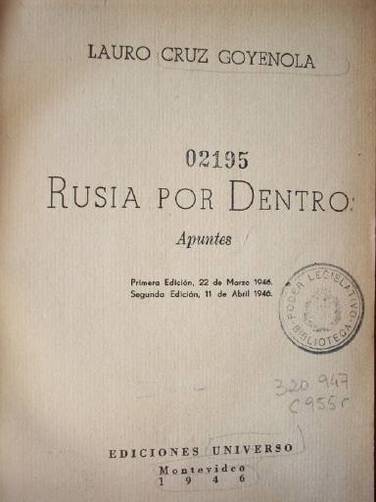 LAURO CRUZ GOYENOLA
02195
RUSIA POR DENTRO:
Apuntes
Primera Edición, 22 de Marzo 1946.
Segunda Edición, 11 de Abril 1946.
PODER LEGISLATIVO
BIBLIOTECA
320 947
C955r
EDICIONES UNIVERSO
Montevideo
1946